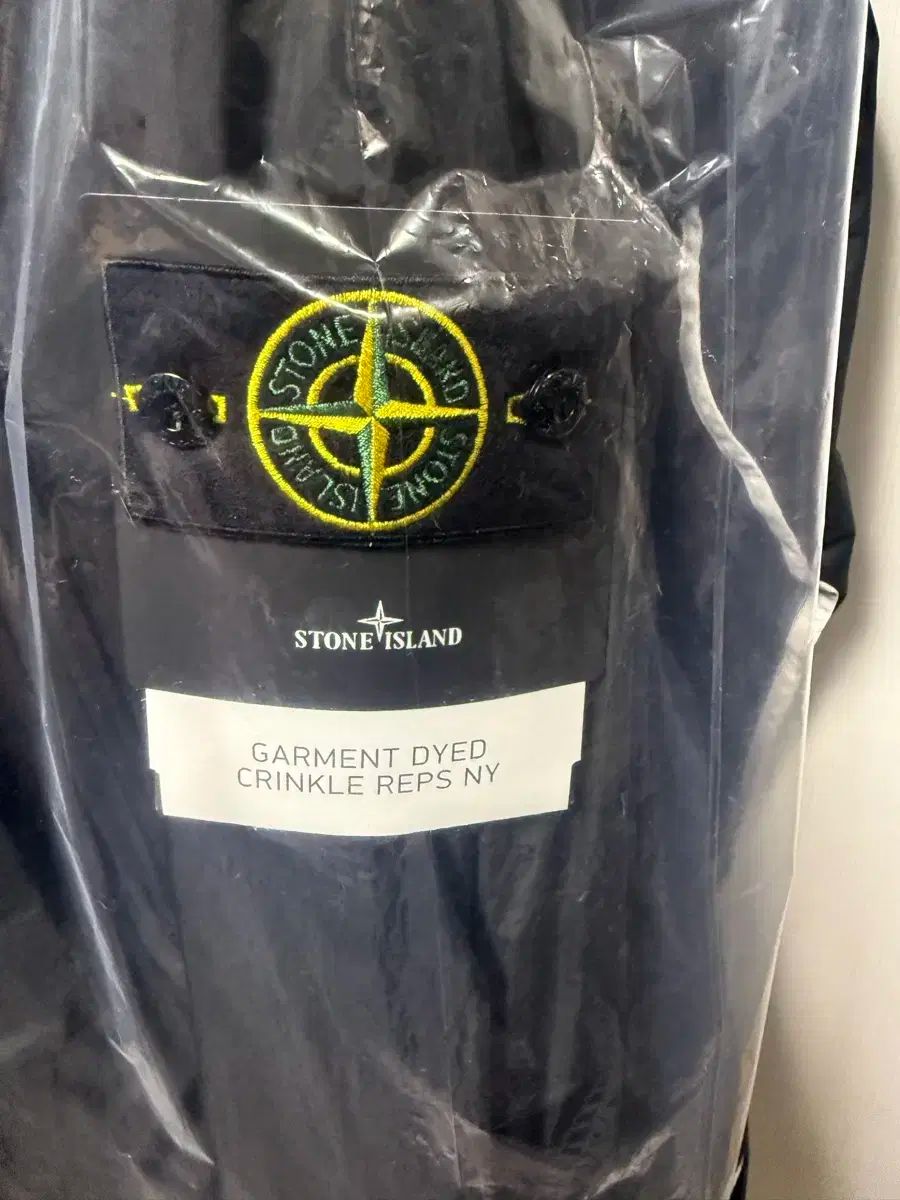 STONE ISLAND
STONE ISLAND
STONE ISLAND
GARMENT DYED
CRINKLE REPS NY